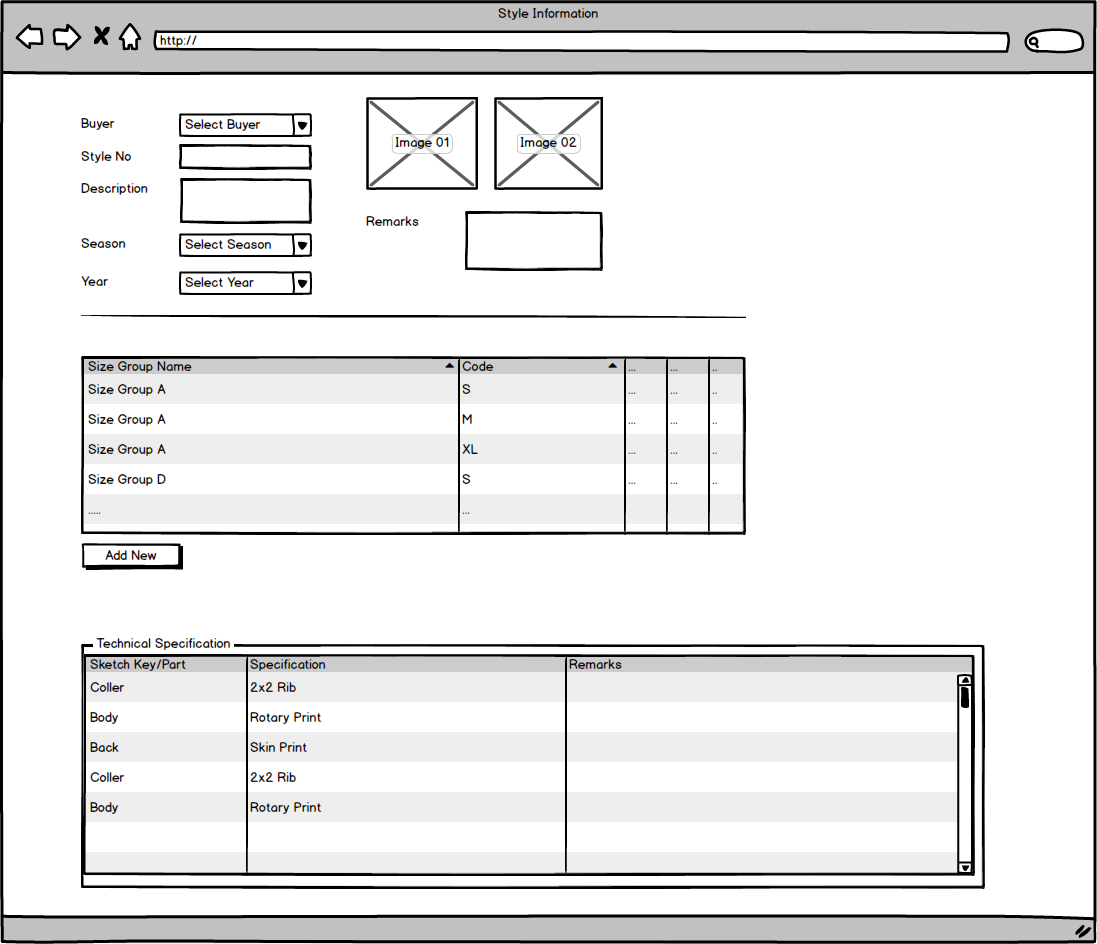 Style Information
http://
Buyer Select Buyer
Image 01 Image 02
Style No
Description
Remarks
Season Select Season
Year Select Year
Size Group Name Code ... ... ..
Size Group A S ... ... ..
Size Group A M ... ... ..
Size Group A XL ... ... ..
Size Group D S ... ... ..
..... ...
Add New
Technical Specification
Sketch Key/Part Specification Remarks
Coller 2x2 Rib
Body Rotary Print
Back Skin Print
Coller 2x2 Rib
Body Rotary Print